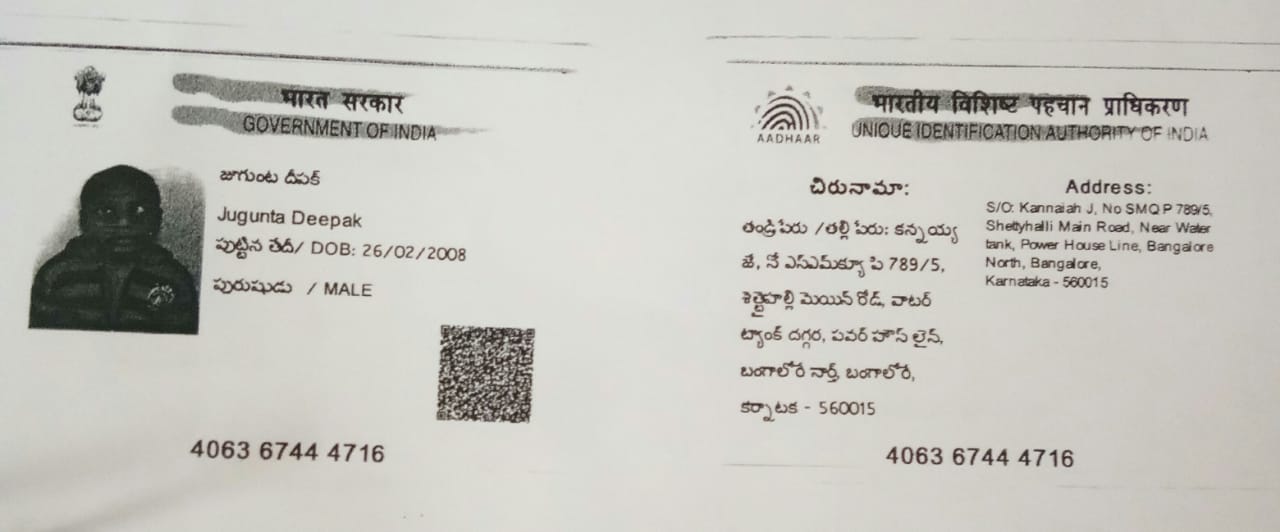 भारत सरकार
GOVERNMENT OF INDIA
జుగుంట దీపక్
Jugunta Deepak
పుట్టిన తేదీ/ DOB: 26/02/2008
పురుషుడు / MALE
4063 6744 4716
भारतीय विशिष्ट पहचान प्राधिकरण
UNIQUE IDENTIFICATION AUTHORITY OF INDIA
AADHAAR
చిరునామా:
తండ్రిపేరు /తల్లి పేరు: కన్నయ్య
జే, నో ఎస్ఎమ్‌క్యూ పి 789/5,
శెట్టిహల్లి మెయిన్ రోడ్, వాటర్
ట్యాంక్ దగ్గర, పవర్ హౌస్ లైన్,
బంగాలోరే నార్త్, బంగాలోరే,
కర్నాటక - 560015
Address:
S/O: Kannaiah J, No SMQ P 789/5,
Shettyhalli Main Road, Near Water
tank, Power House Line, Bangalore
North, Bangalore,
Karnataka - 560015
4063 6744 4716